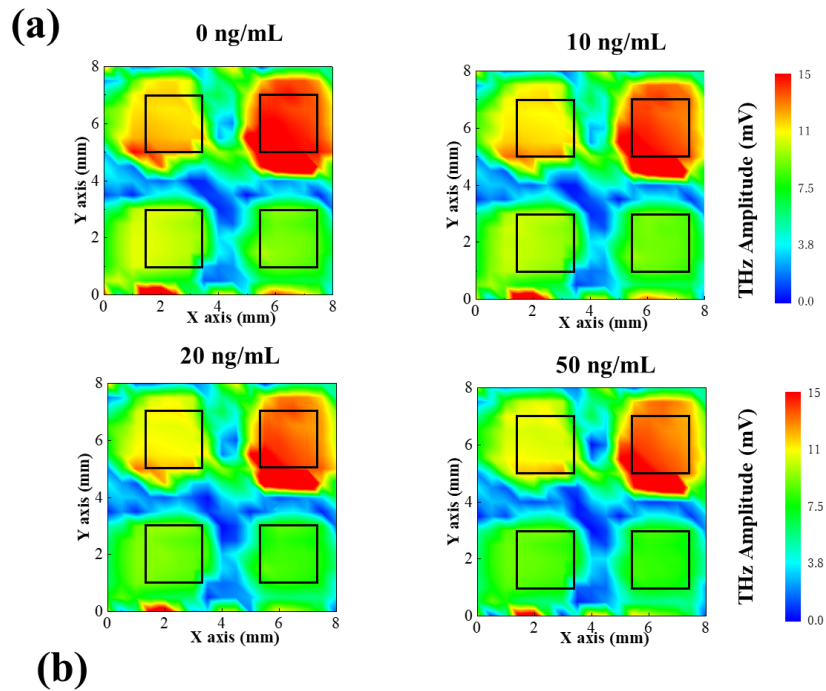 (a)
0 ng/mL
10 ng/mL
8
6
4
2
0
Y axis (mm)
0 2 4 6 8
X axis (mm)
8
6
4
2
0
Y axis (mm)
0 2 4 6 8
X axis (mm)
THz Amplitude (mV)
15
11
7.5
3.8
0.0
20 ng/mL
50 ng/mL
8
6
4
2
0
Y axis (mm)
0 2 4 6 8
X axis (mm)
8
6
4
2
0
Y axis (mm)
0 2 4 6 8
X axis (mm)
THz Amplitude (mV)
15
11
7.5
3.8
0.0
(b)